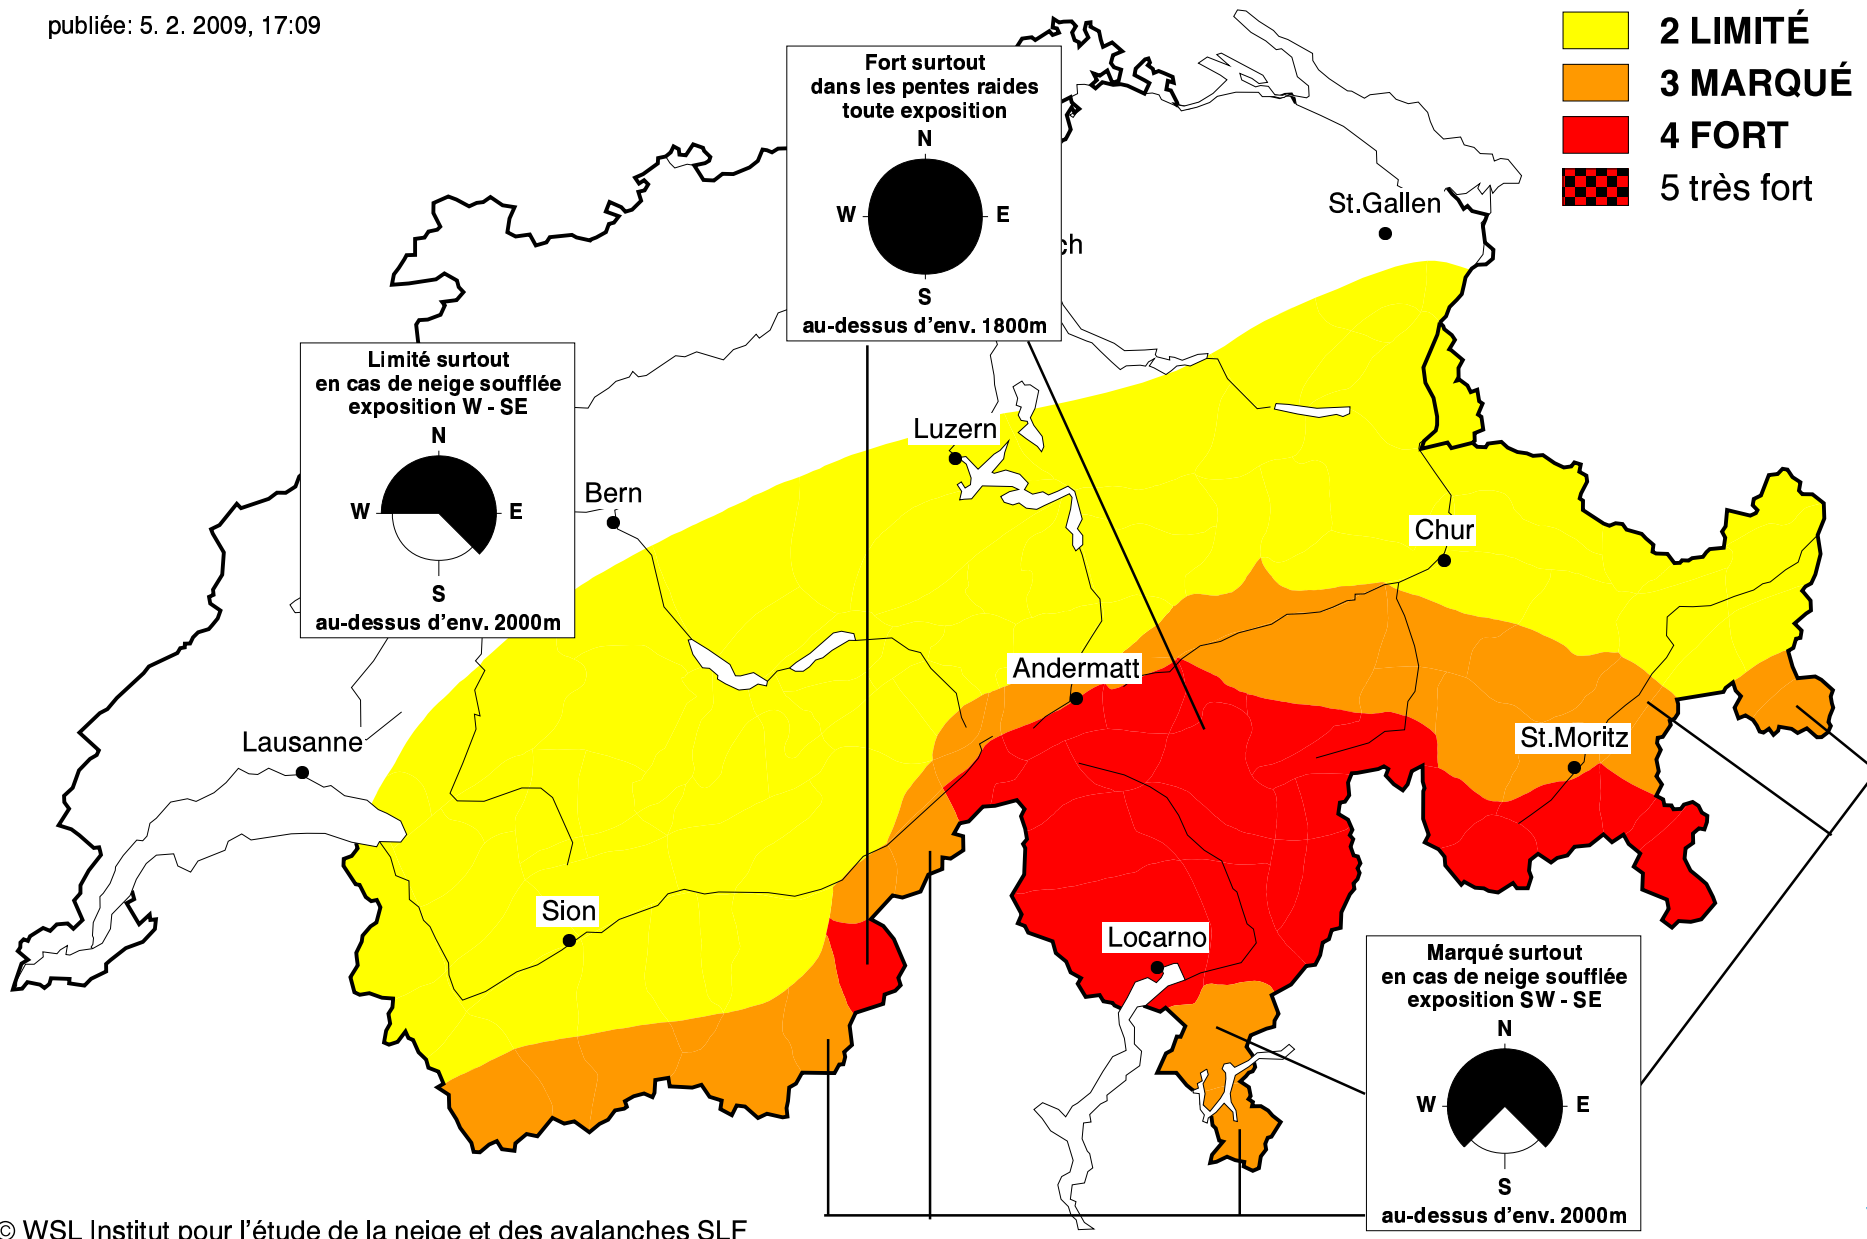 publiée: 5. 2. 2009, 17:09
2 LIMITÉ
3 MARQUÉ
4 FORT
5 très fort
Fort surtout
dans les pentes raides
toute exposition
N
W
E
S
au-dessus d'env. 1800m
St.Gallen
ch
Limité surtout
en cas de neige soufflée
exposition W - SE
N
W
E
S
au-dessus d'env. 2000m
Luzern
Bern
Chur
Andermatt
Lausanne
St.Moritz
Sion
Locarno
Marqué surtout
en cas de neige soufflée
exposition SW - SE
N
W
E
S
au-dessus d'env. 2000m
© WSL Institut pour l'étude de la neige et des avalanches SLF